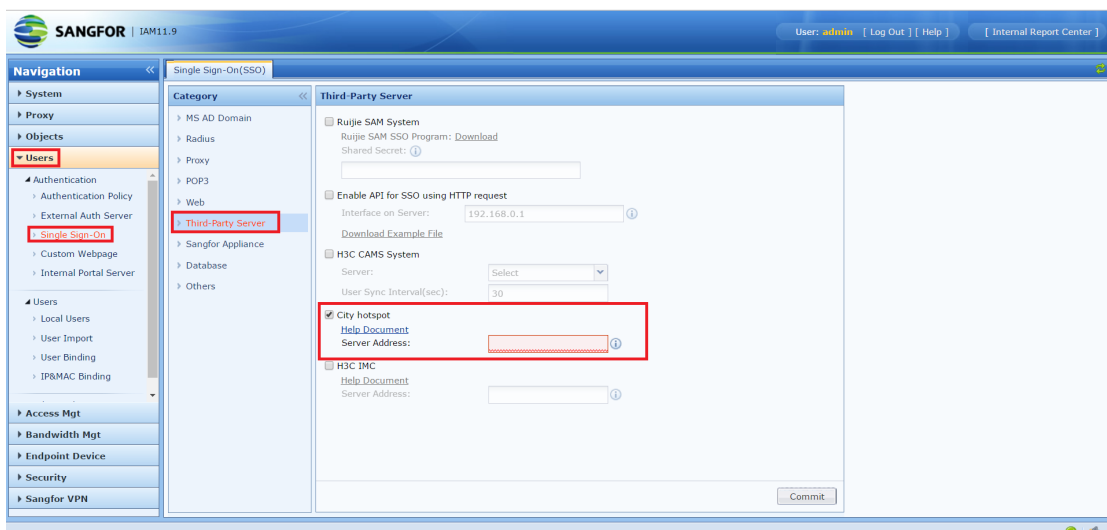 SANGFOR | IAM11.9
User: admin [ Log Out ] [ Help ] [ Internal Report Center ]
Navigation
System
Proxy
Objects
Users
Authentication
Authentication Policy
External Auth Server
Single Sign-On
Custom Webpage
Internal Portal Server
Users
Local Users
User Import
User Binding
IP&MAC Binding
Access Mgt
Bandwidth Mgt
Endpoint Device
Security
Sangfor VPN
Single Sign-On(SSO)
Category
MS AD Domain
Radius
Proxy
POP3
Web
Third-Party Server
Sangfor Appliance
Database
Others
Third-Party Server
Ruijie SAM System
Ruijie SAM SSO Program: Download
Shared Secret:
Enable API for SSO using HTTP request
Interface on Server: 192.168.0.1
Download Example File
H3C CAMS System
Server: Select
User Sync Interval(sec): 30
City hotspot
Help Document
Server Address:
H3C IMC
Help Document
Server Address:
Commit